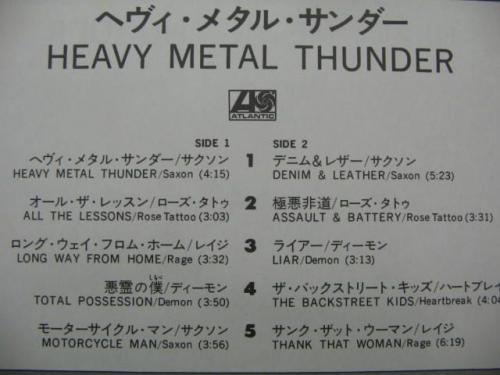 ヘヴィ・メタル・サンダー
HEAVY METAL THUNDER
ATLANTIC
SIDE 1
SIDE 2
ヘヴィ・メタル・サンダー/サクソン 1 デニム&レザー/サクソン
HEAVY METAL THUNDER/Saxon (4:15) DENIM & LEATHER/Saxon (5:23)
オール・ザ・レッスン/ローズ・タトゥ 2 極悪非道/ローズ・タトゥ
ALL THE LESSONS/Rose Tattoo (3:03) ASSAULT & BATTERY/Rose Tattoo (3:31)
ロング・ウェイ・フロム・ホーム/レイジ 3 ライアー/ディーモン
LONG WAY FROM HOME/Rage (3:32) LIAR/Demon (3:13)
しもべ
悪霊の僕/ディーモン 4 ザ・バックストリート・キッズ/ハートブレイ
TOTAL POSSESSION/Demon (3:50) THE BACKSTREET KIDS/Heartbreak (4:04
モーターサイクル・マン/サクソン 5 サンク・ザット・ウーマン/レイジ
MOTORCYCLE MAN/Saxon (3:56) THANK THAT WOMAN/Rage (6:19)